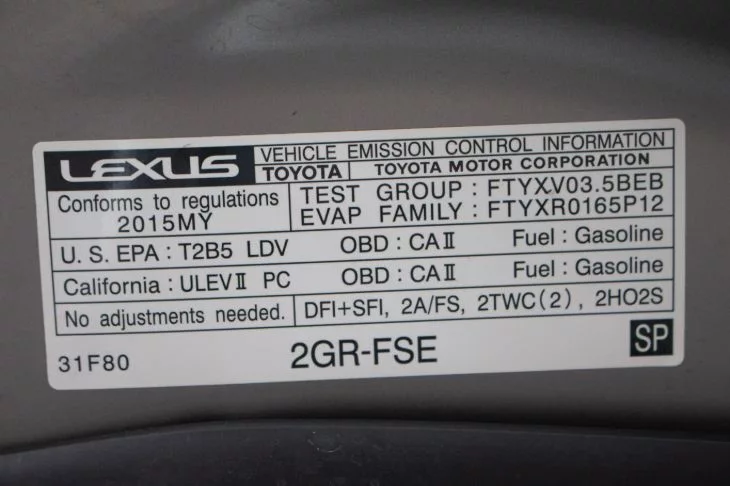 LEXUS VEHICLE EMISSION CONTROL INFORMATION
TOYOTA TOYOTA MOTOR CORPORATION
Conforms to regulations
2015MY
TEST GROUP : FTYXV03.5BEB
EVAP FAMILY : FTYXR0165P12
U. S. EPA : T2B5 LDV OBD : CAⅡ Fuel : Gasoline
California : ULEVⅡ PC OBD : CAⅡ Fuel : Gasoline
No adjustments needed. DFI+SFI, 2A/FS, 2TWC(2), 2HO2S
31F80 2GR-FSE SP